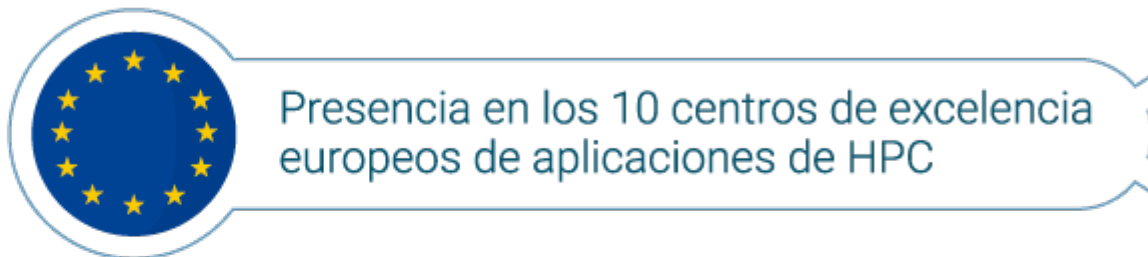 Presencia en los 10 centros de excelencia
europeos de aplicaciones de HPC